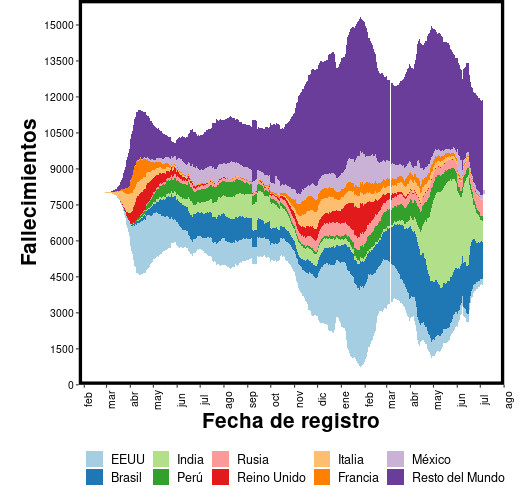 Fallecimientos
15000
13500
12000
10500
9000
7500
6000
4500
3000
1500
0
feb mar abr may jun jul ago sep oct nov dic ene feb mar abr may jun jul ago
Fecha de registro
EEUU India Rusia Italia México
Brasil Perú Reino Unido Francia Resto del Mundo